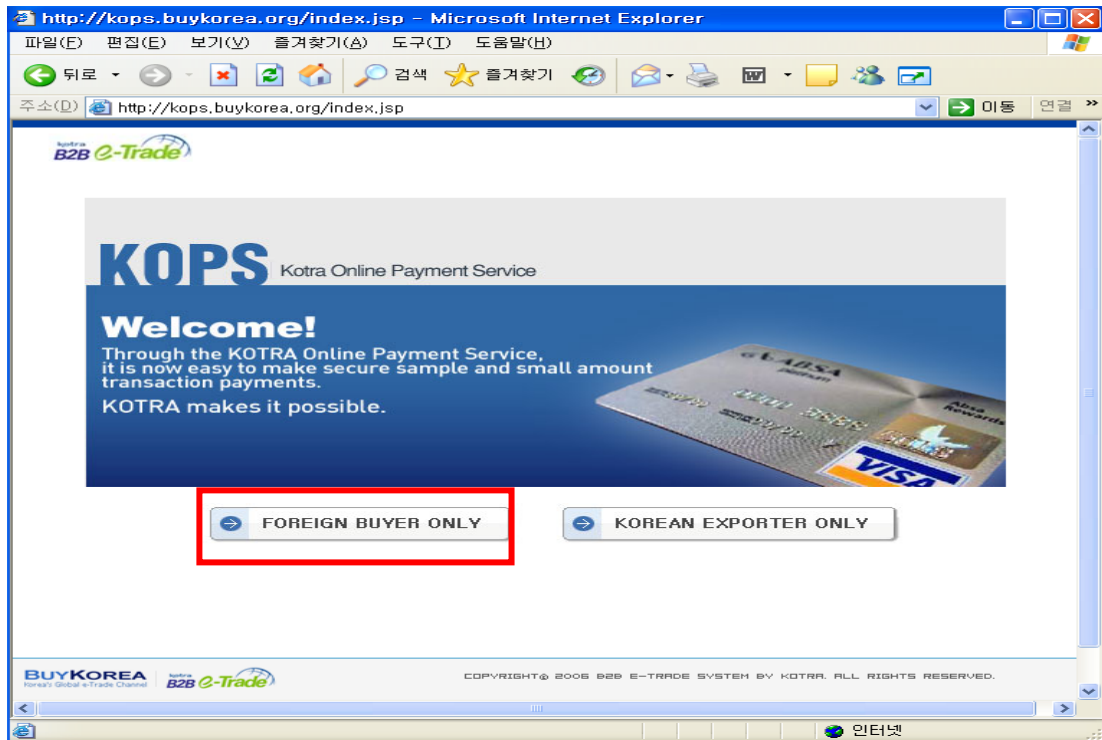 http://kops.buykorea.org/index.jsp - Microsoft Internet Explorer
파일(F) 편집(E) 보기(V) 즐겨찾기(A) 도구(T) 도움말(H)
뒤로 검색 즐겨찾기
주소(D) http://kops.buykorea.org/index.jsp 이동 연결 »
kotra
B2B e-Trade
KOPS Kotra Online Payment Service
Welcome!
Through the KOTRA Online Payment Service,
it is now easy to make secure sample and small amount
transaction payments.
KOTRA makes it possible.
ABSA
platinum
Absa
Rewards
VISA
FOREIGN BUYER ONLY
KOREAN EXPORTER ONLY
BUYKOREA
Korea's Global e-Trade Channel
kotra
B2B e-Trade
COPYRIGHT@ 2006 B2B E-TRADE SYSTEM BY KOTRA. ALL RIGHTS RESERVED.
인터넷